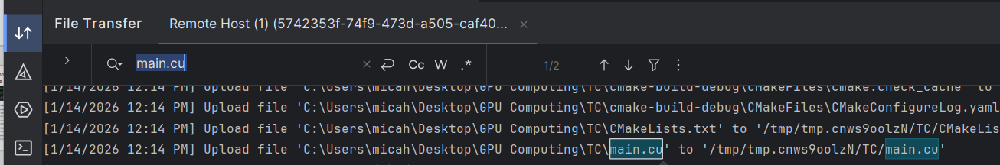 File Transfer
Remote Host (1) (5742353f-74f9-473d-a505-caf40...
main.cu
Cc W .* 1/2
[1/14/2026 12:14 PM] Upload file 'C:\Users\micah\Desktop\GPU Computing\TC\cmake-build-debug\CMakeFiles\cmake.check_cache' to
[1/14/2026 12:14 PM] Upload file 'C:\Users\micah\Desktop\GPU Computing\TC\cmake-build-debug\CMakeFiles\CMakeConfigureLog.yaml
[1/14/2026 12:14 PM] Upload file 'C:\Users\micah\Desktop\GPU Computing\TC\CMakeLists.txt' to '/tmp/tmp.cnws9oolzN/TC/CMakeLis
[1/14/2026 12:14 PM] Upload file 'C:\Users\micah\Desktop\GPU Computing\TC\main.cu' to '/tmp/tmp.cnws9oolzN/TC/main.cu'